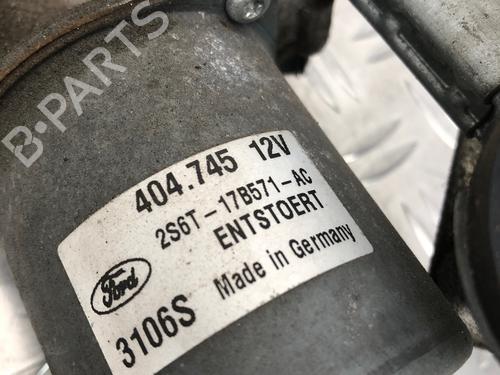 B-PARTS
404.745 12V
2S6T-17B571-AC
ENTSTOERT
Ford
3106S Made in Germany